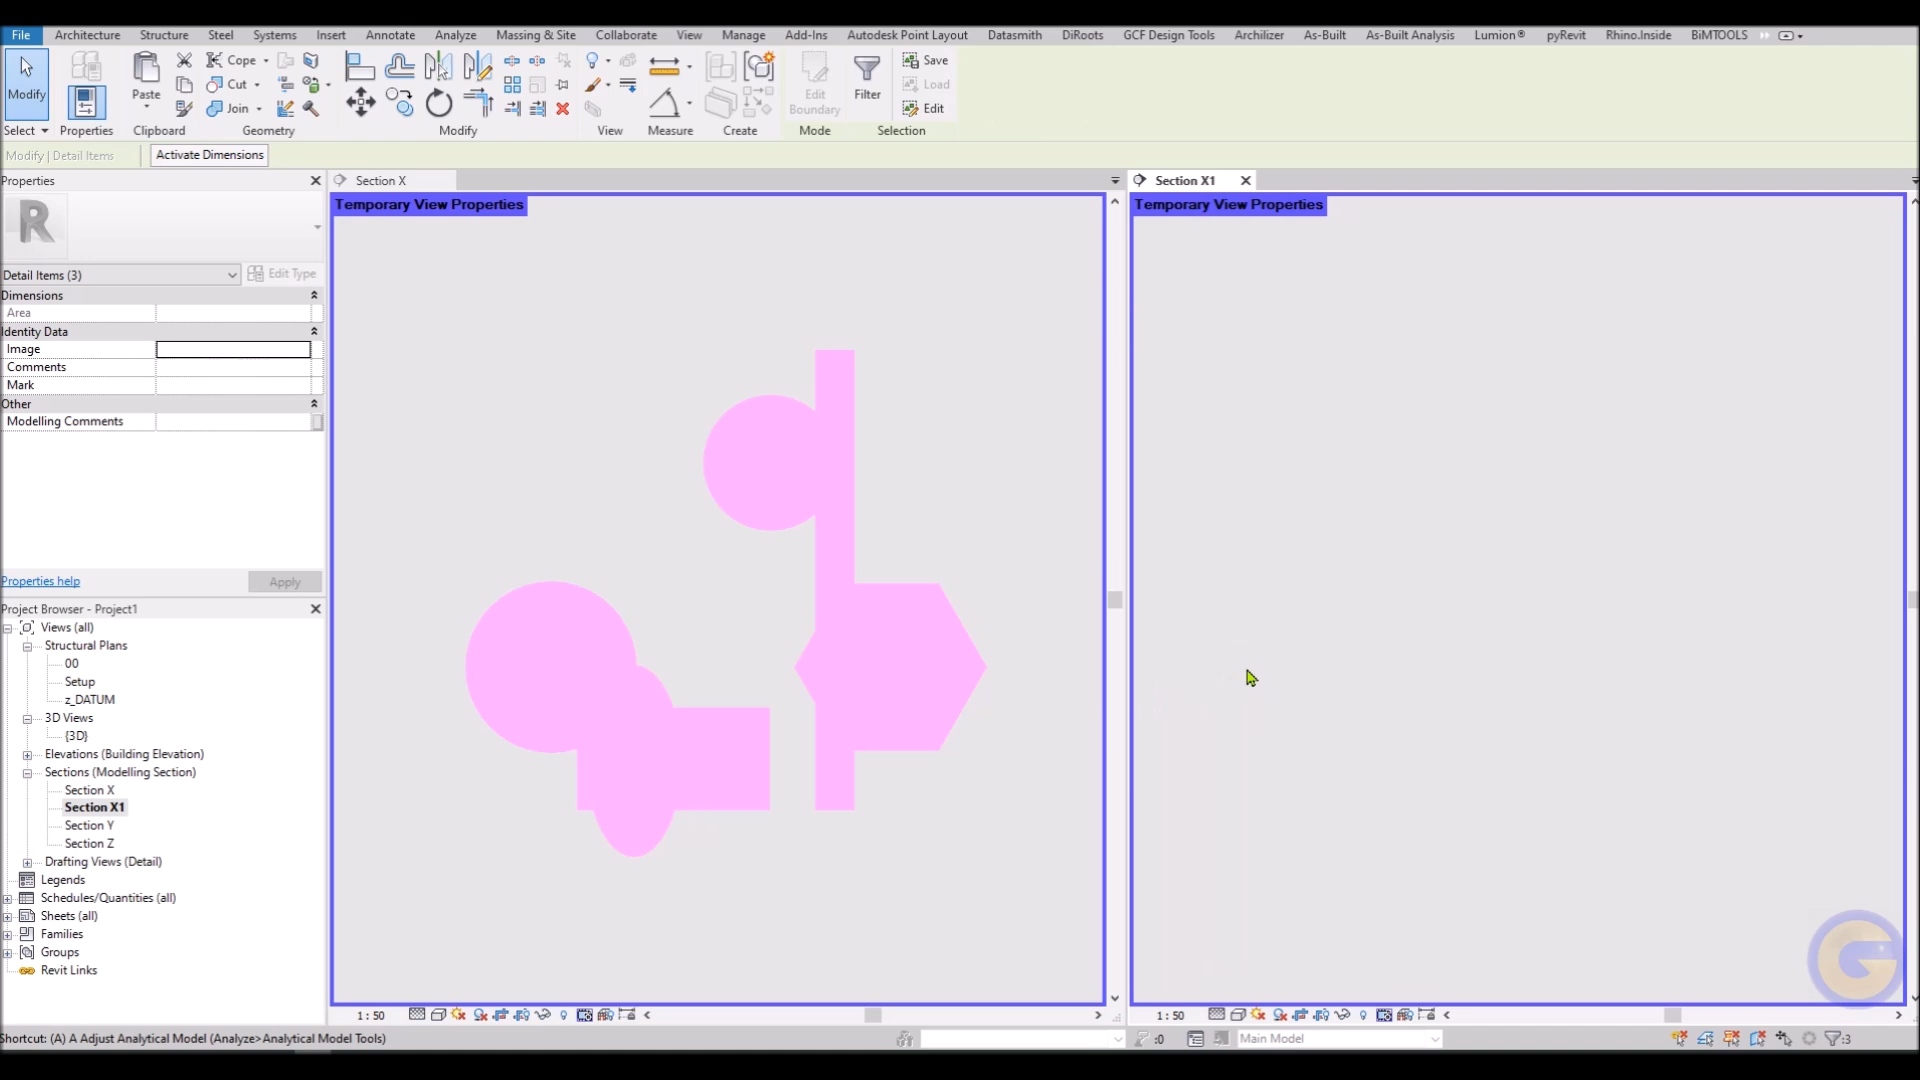 File Architecture Structure Steel Systems Insert Annotate Analyze Massing & Site Collaborate View Manage Add-Ins Autodesk Point Layout Datasmith DiRoots GCF Design Tools Archilizer As-Built As-Built Analysis Lumion® pyRevit Rhino.Inside BiMTOOLS
Cope Save
Modify Paste Cut Edit Boundary Filter Load
Join Edit
Select Properties Clipboard Geometry Modify View Measure Create Mode Selection
Modify | Detail Items Activate Dimensions
Properties Section X Section X1
Temporary View Properties Temporary View Properties
R
Detail Items (3) Edit Type
Dimensions
Area
Identity Data
Image
Comments
Mark
Other
Modelling Comments
Properties help Apply
Project Browser - Project1
Views (all)
Structural Plans
00
Setup
z_DATUM
3D Views
{3D}
Elevations (Building Elevation)
Sections (Modelling Section)
Section X
Section X1
Section Y
Section Z
Drafting Views (Detail)
Legends
Schedules/Quantities (all)
Sheets (all)
Families
Groups
Revit Links
G
1 : 50 1 : 50
Shortcut: (A) A Adjust Analytical Model (Analyze>Analytical Model Tools) :0 Main Model :3